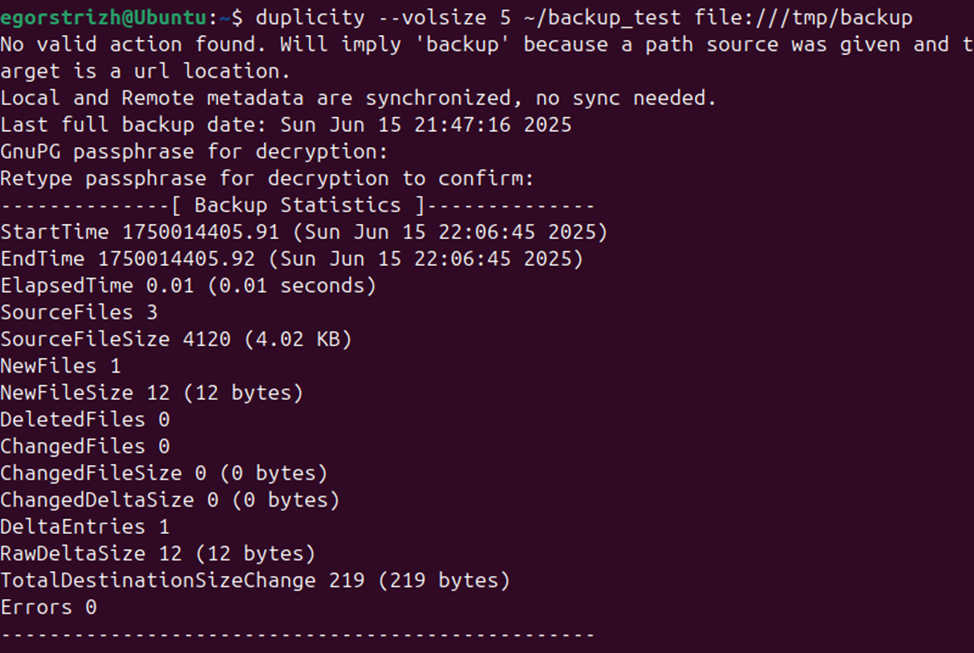 egorstrizh@Ubuntu:~$ duplicity --volsize 5 ~/backup_test file:///tmp/backup
No valid action found. Will imply 'backup' because a path source was given and t
arget is a url location.
Local and Remote metadata are synchronized, no sync needed.
Last full backup date: Sun Jun 15 21:47:16 2025
GnuPG passphrase for decryption:
Retype passphrase for decryption to confirm:
--------------[ Backup Statistics ]--------------
StartTime 1750014405.91 (Sun Jun 15 22:06:45 2025)
EndTime 1750014405.92 (Sun Jun 15 22:06:45 2025)
ElapsedTime 0.01 (0.01 seconds)
SourceFiles 3
SourceFileSize 4120 (4.02 KB)
NewFiles 1
NewFileSize 12 (12 bytes)
DeletedFiles 0
ChangedFiles 0
ChangedFileSize 0 (0 bytes)
ChangedDeltaSize 0 (0 bytes)
DeltaEntries 1
RawDeltaSize 12 (12 bytes)
TotalDestinationSizeChange 219 (219 bytes)
Errors 0
-------------------------------------------------